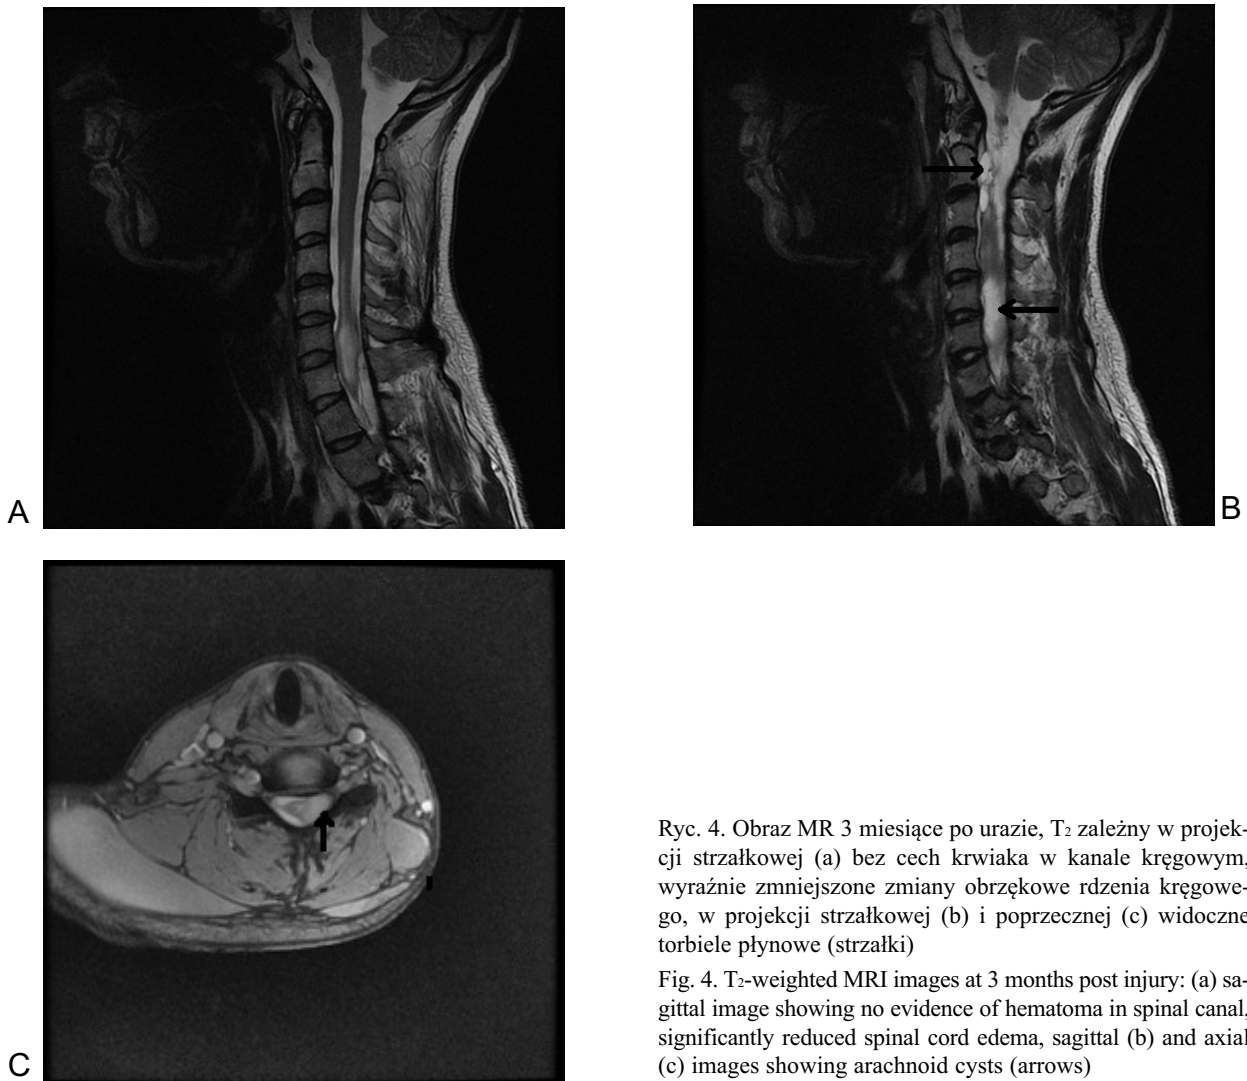 A
B
C
Ryc. 4. Obraz MR 3 miesiące po urazie, T2 zależny w projek-
cji strzałkowej (a) bez cech krwiaka w kanale kręgowym,
wyraźnie zmniejszone zmiany obrzękowe rdzenia kręgowe-
go, w projekcji strzałkowej (b) i poprzecznej (c) widoczne
torbiele płynowe (strzałki)
Fig. 4. T2-weighted MRI images at 3 months post injury: (a) sa-
gittal image showing no evidence of hematoma in spinal canal,
significantly reduced spinal cord edema, sagittal (b) and axial
(c) images showing arachnoid cysts (arrows)